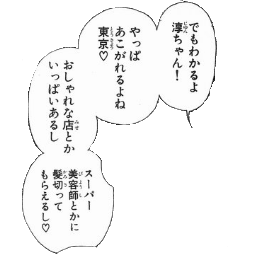 でもわかるよ
淳ちゃん！
やっぱ
あこがれるよね
東京♡
おしゃれな店とか
いっぱいあるし
スーパー
美容師とかに
髪切って
もらえるし♡